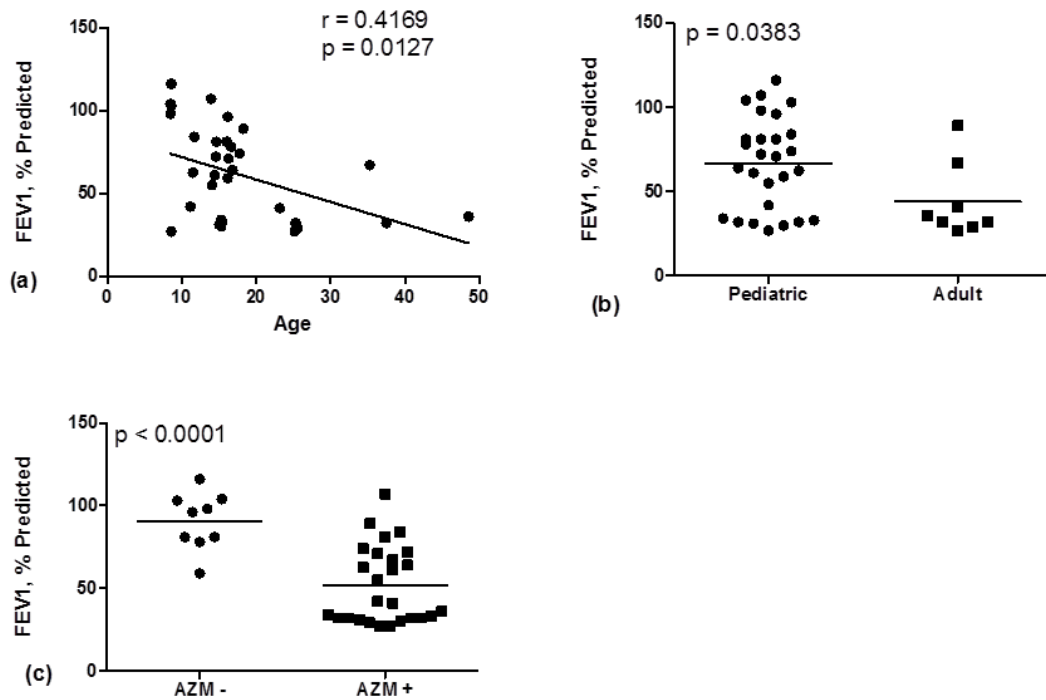 r = 0.4169
p = 0.0127
150
100
50
0
FEV1, % Predicted
0 10 20 30 40 50
Age
(a)
p = 0.0383
150
100
50
0
FEV1, % Predicted
Pediatric Adult
(b)
p < 0.0001
150
100
50
0
FEV1, % Predicted
AZM - AZM +
(c)